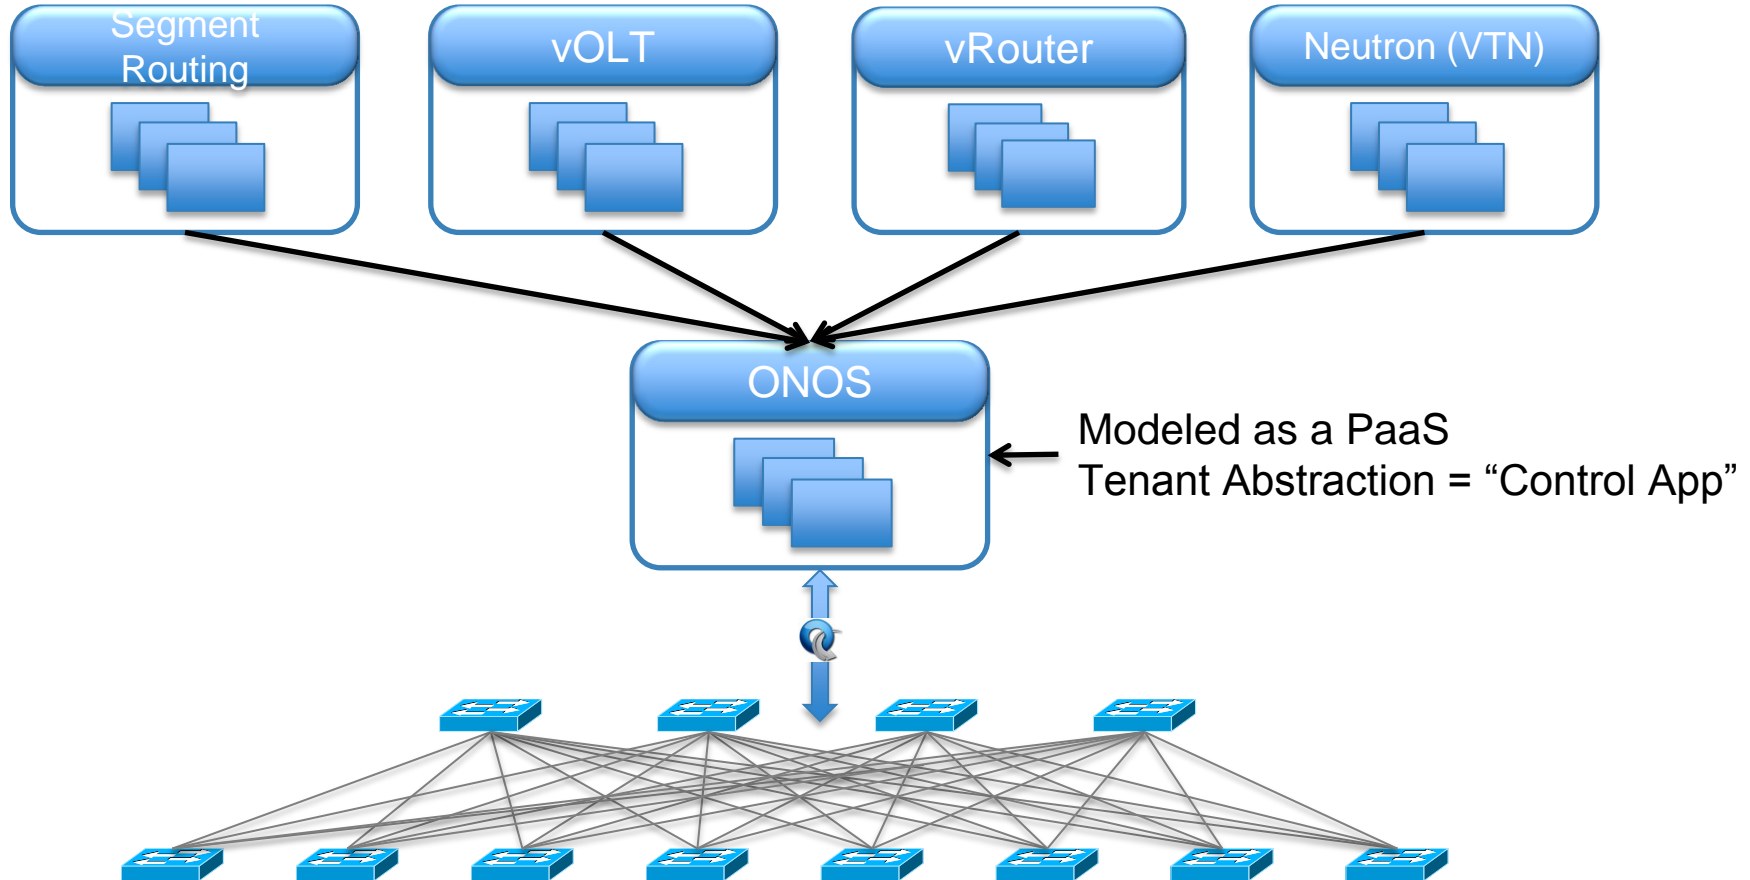 Segment
Routing
vOLT
vRouter
Neutron (VTN)
ONOS
Modeled as a PaaS
Tenant Abstraction = “Control App”